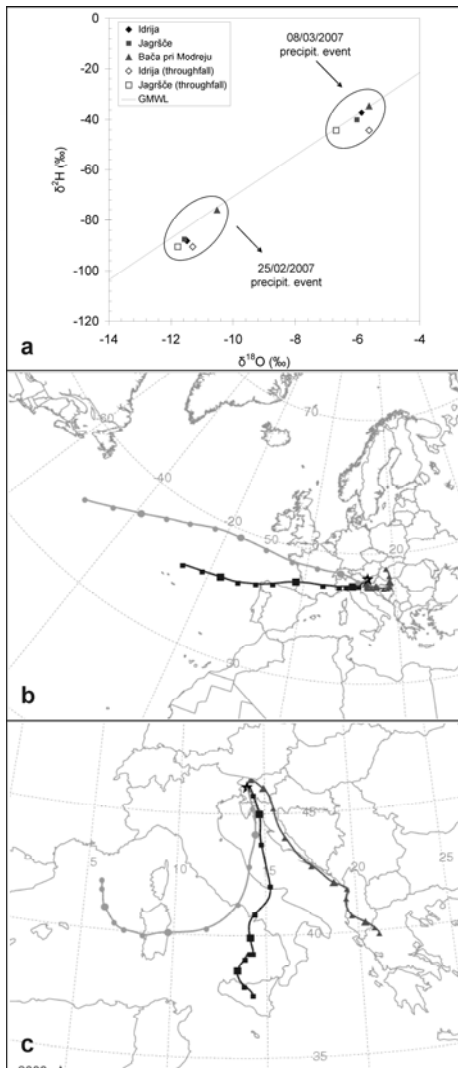 0
-20
-40
-60
-80
-100
-120
δ²H (‰)
Idrija
Jagršče
Bača pri Modreju
Idrija (throughfall)
Jagršče (throughfall)
GMWL
08/03/2007
precipit. event
25/02/2007
precipit. event
-14 -12 -10 -8 -6 -4
δ¹⁸O (‰)
a
60
70
-40
-20
50
20
30
b
45
5
10
20
25
40
15
35
c